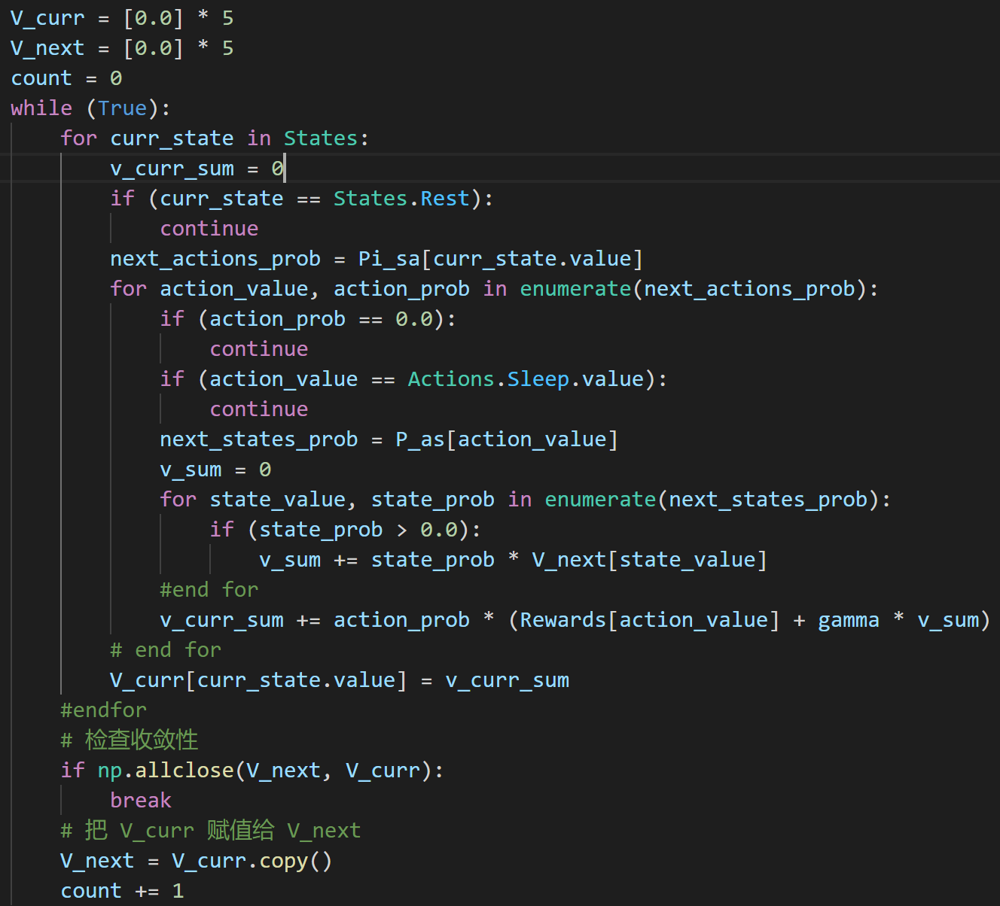 V_curr = [0.0] * 5
V_next = [0.0] * 5
count = 0
while (True):
    for curr_state in States:
        v_curr_sum = 0
        if (curr_state == States.Rest):
            continue
        next_actions_prob = Pi_sa[curr_state.value]
        for action_value, action_prob in enumerate(next_actions_prob):
            if (action_prob == 0.0):
                continue
            if (action_value == Actions.Sleep.value):
                continue
            next_states_prob = P_as[action_value]
            v_sum = 0
            for state_value, state_prob in enumerate(next_states_prob):
                if (state_prob > 0.0):
                    v_sum += state_prob * V_next[state_value]
            #end for
            v_curr_sum += action_prob * (Rewards[action_value] + gamma * v_sum)
        # end for
        V_curr[curr_state.value] = v_curr_sum
    #endfor
    # 检查收敛性
    if np.allclose(V_next, V_curr):
        break
    # 把 V_curr 赋值给 V_next
    V_next = V_curr.copy()
    count += 1